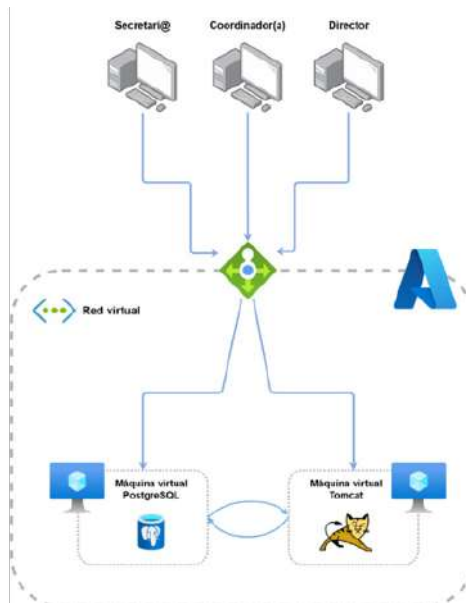 Secretari@
Coordinador(a)
Director
Red virtual
Máquina virtual
PostgreSQL
Máquina virtual
Tomcat